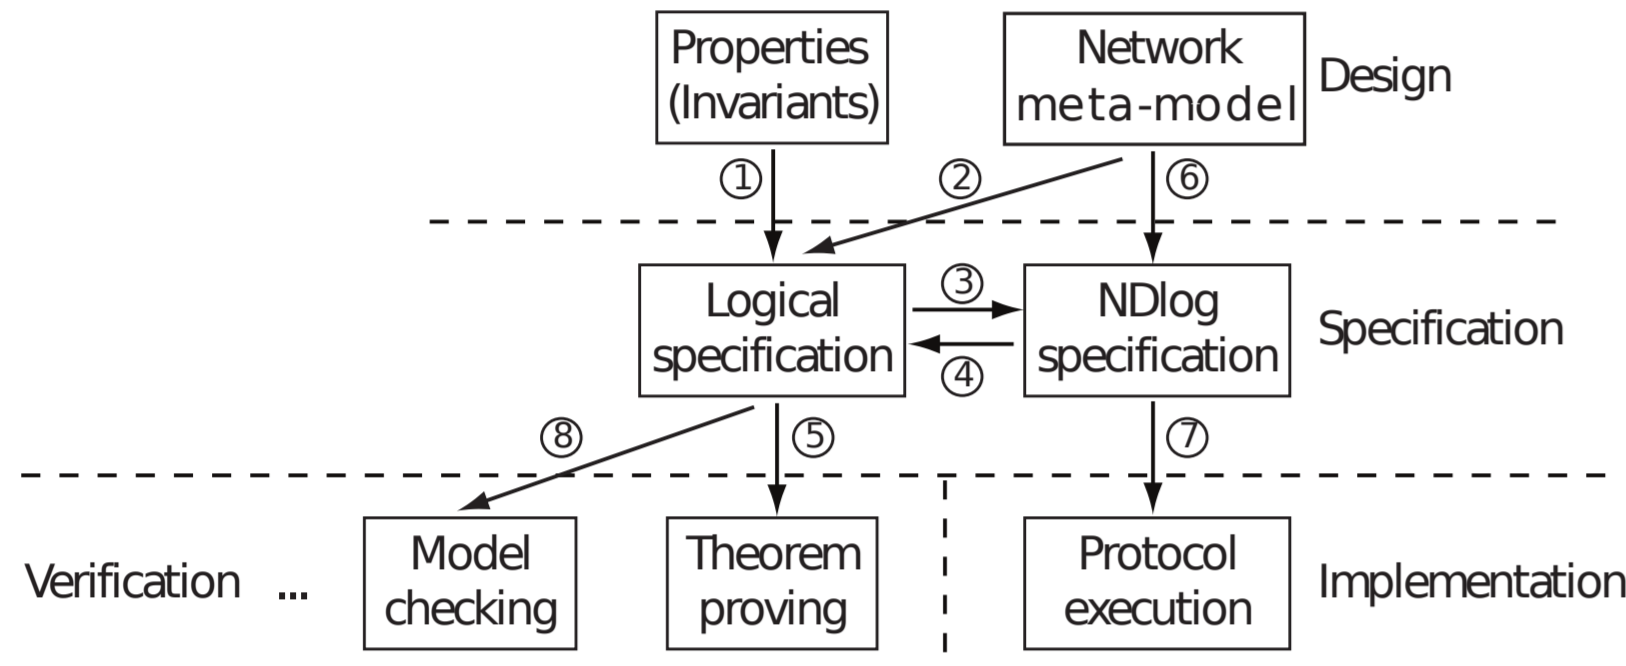 Properties
(Invariants)
Network
meta-model
Design
①
②
⑥
Logical
specification
③
④
NDlog
specification
Specification
⑧
⑤
⑦
Verification
...
Model
checking
Theorem
proving
Protocol
execution
Implementation